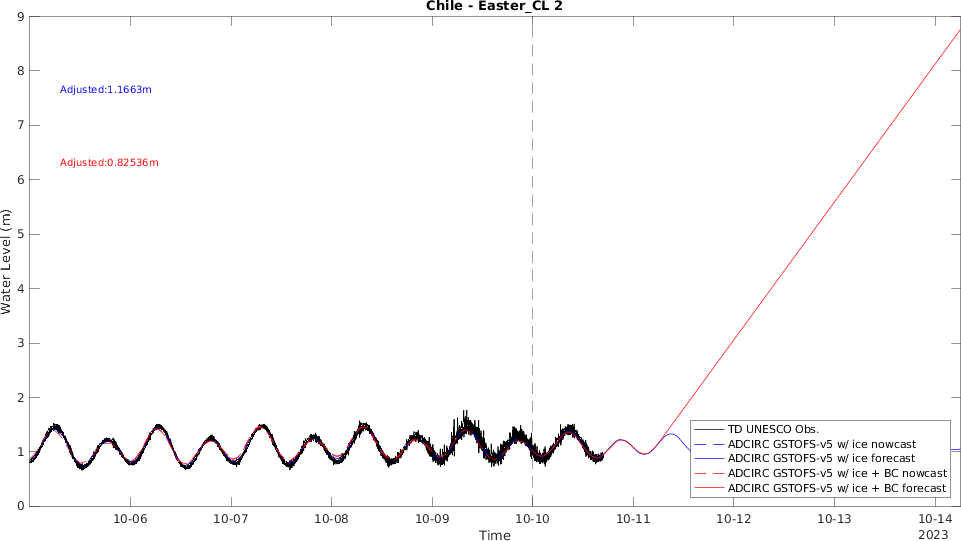 Chile - Easter_CL 2
9
8
7
6
5
4
3
2
1
0
Water Level (m)
Adjusted:1.1663m
Adjusted:0.82536m
TD UNESCO Obs.
ADCIRC GSTOFS-v5 w/ ice nowcast
ADCIRC GSTOFS-v5 w/ ice forecast
ADCIRC GSTOFS-v5 w/ ice + BC nowcast
ADCIRC GSTOFS-v5 w/ ice + BC forecast
10-06 10-07 10-08 10-09 10-10 10-11 10-12 10-13 10-14
2023
Time